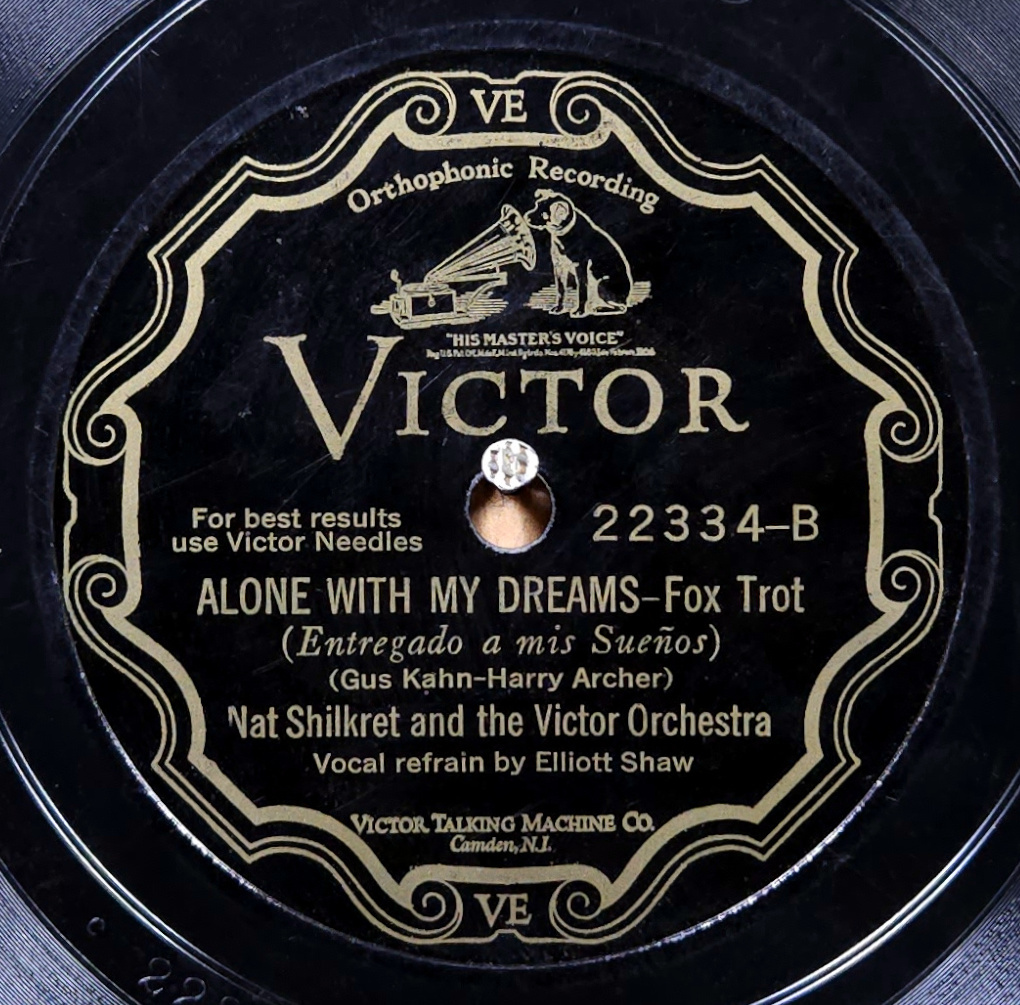 VE
Orthophonic Recording
"HIS MASTER'S VOICE"
VICTOR
For best results
use Victor Needles
22334-B
ALONE WITH MY DREAMS-Fox Trot
(Entregado a mis Sueños)
(Gus Kahn-Harry Archer)
Nat Shilkret and the Victor Orchestra
Vocal refrain by Elliott Shaw
VICTOR TALKING MACHINE CO.
Camden, N.J.
VE